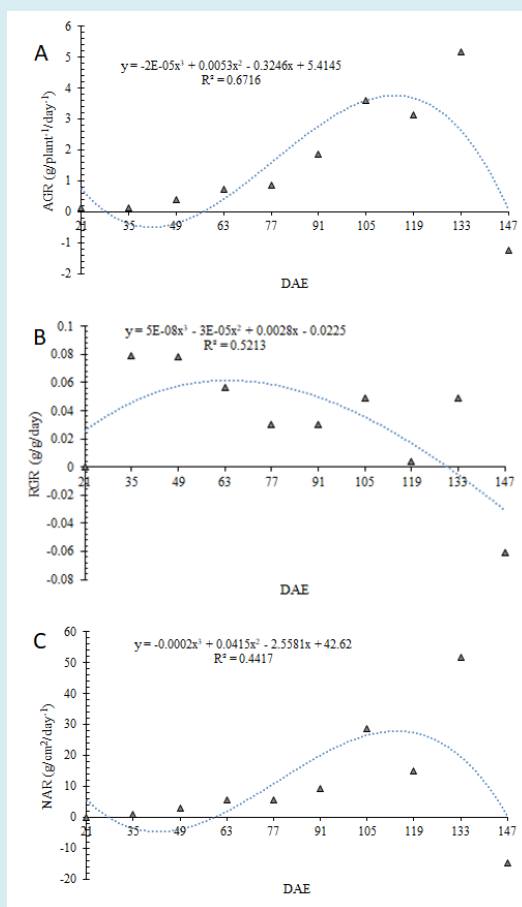 A
y = -2E-05x³ + 0.0053x² - 0.3246x + 5.4145
R² = 0.6716
AGR (g/plant⁻¹/day⁻¹)
6
5
4
3
2
1
0
-1
-2
21 35 49 63 77 91 105 119 133 147
DAE
B
y = 5E-08x³ - 3E-05x² + 0.0028x - 0.0225
R² = 0.5213
RGR (g/g/day)
0.1
0.08
0.06
0.04
0.02
0
-0.02
-0.04
-0.06
-0.08
21 35 49 63 77 91 105 119 133 147
DAE
C
y = -0.0002x³ + 0.0415x² - 2.5581x + 42.62
R² = 0.4417
NAR (g/cm²/day⁻¹)
60
50
40
30
20
10
0
-10
-20
21 35 49 63 77 91 105 119 133 147
DAE